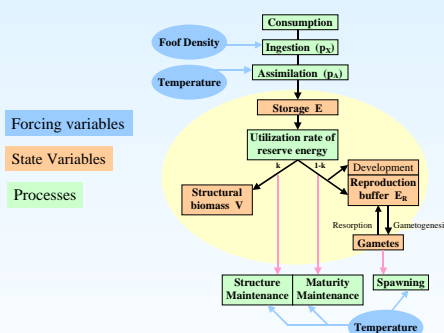 Consumption
Foof Density
Ingestion (pX)
Assimilation (pA)
Temperature
Storage E
Forcing variables
Utilization rate of
reserve energy
State Variables
k
1-k
Development
Structural
biomass V
Reproduction
buffer ER
Processes
Resorption
Gametogenesi
Gametes
Structure
Maintenance
Maturity
Maintenance
Spawning
Temperature